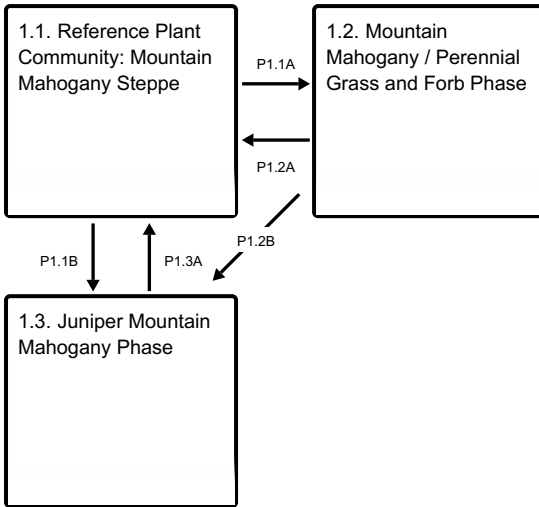 1.1. Reference Plant
Community: Mountain
Mahogany Steppe
1.2. Mountain
Mahogany / Perennial
Grass and Forb Phase
P1.1A
P1.2A
P1.2B
P1.1B
P1.3A
1.3. Juniper Mountain
Mahogany Phase